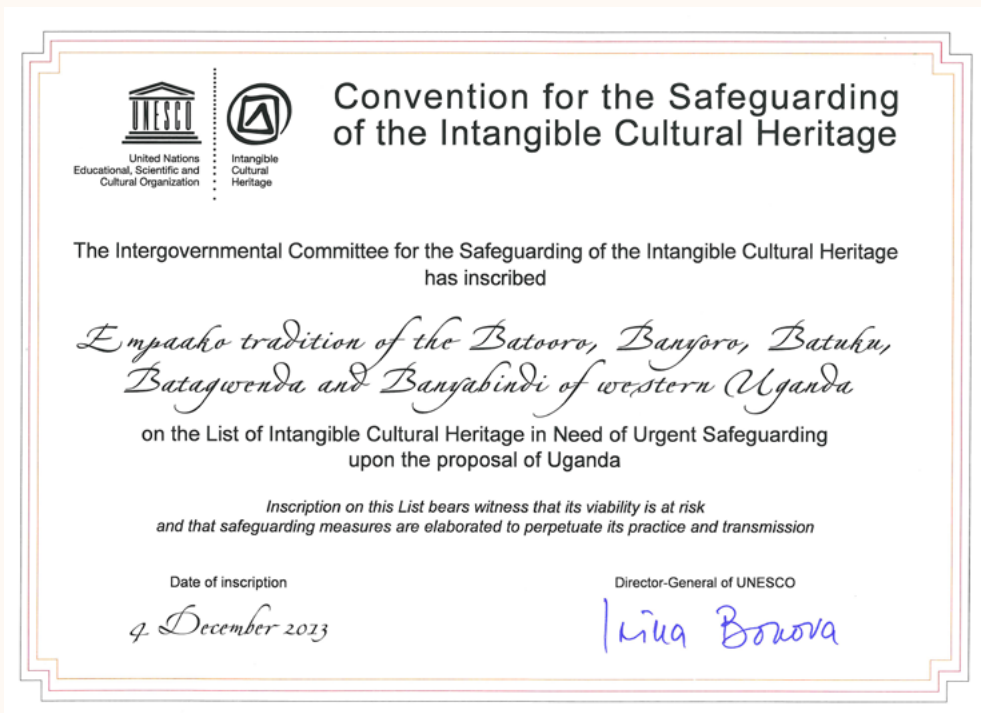 UNESCO
United Nations
Educational, Scientific and
Cultural Organization
Intangible
Cultural
Heritage
Convention for the Safeguarding
of the Intangible Cultural Heritage
The Intergovernmental Committee for the Safeguarding of the Intangible Cultural Heritage
has inscribed
Empaako tradition of the Batooro, Banyoro, Batuku,
Batagwenda and Banyabindi of western Uganda
on the List of Intangible Cultural Heritage in Need of Urgent Safeguarding
upon the proposal of Uganda
Inscription on this List bears witness that its viability is at risk
and that safeguarding measures are elaborated to perpetuate its practice and transmission
Date of inscription
4 December 2013
Director-General of UNESCO
Irina Bokova